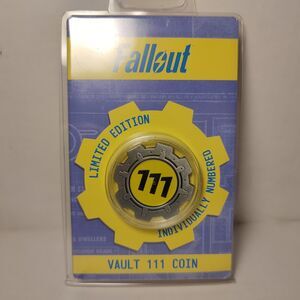 Fallout
LIMITED EDITION
111
INDIVIDUALLY NUMBERED
VAULT 111 COIN